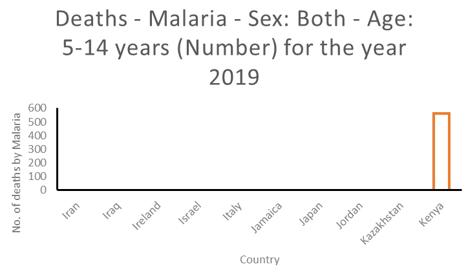 Deaths - Malaria - Sex: Both - Age:
5-14 years (Number) for the year
2019
No. of deaths by Malaria
600
500
400
300
200
100
0
Iran
Iraq
Ireland
Israel
Italy
Jamaica
Japan
Jordan
Kazakhstan
Kenya
Country